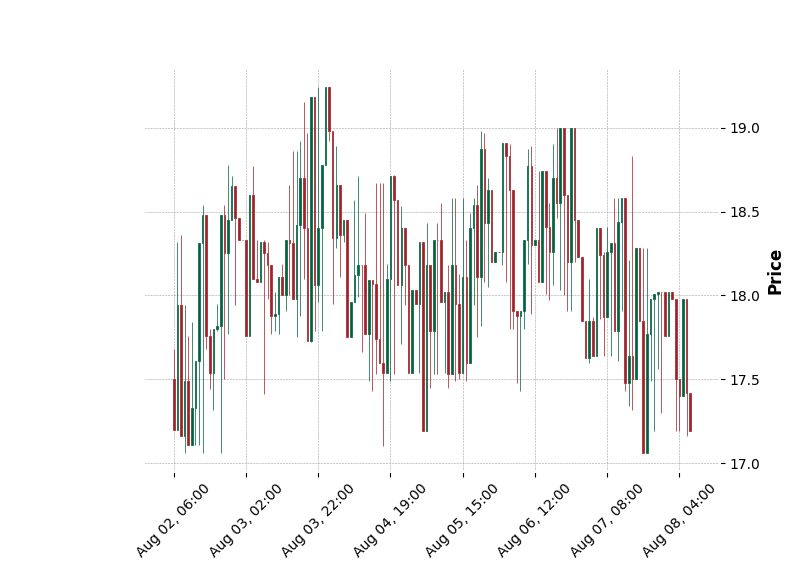 19.0
18.5
18.0
17.5
17.0
Price
Aug 02, 06:00
Aug 03, 02:00
Aug 03, 22:00
Aug 04, 19:00
Aug 05, 15:00
Aug 06, 12:00
Aug 07, 08:00
Aug 08, 04:00